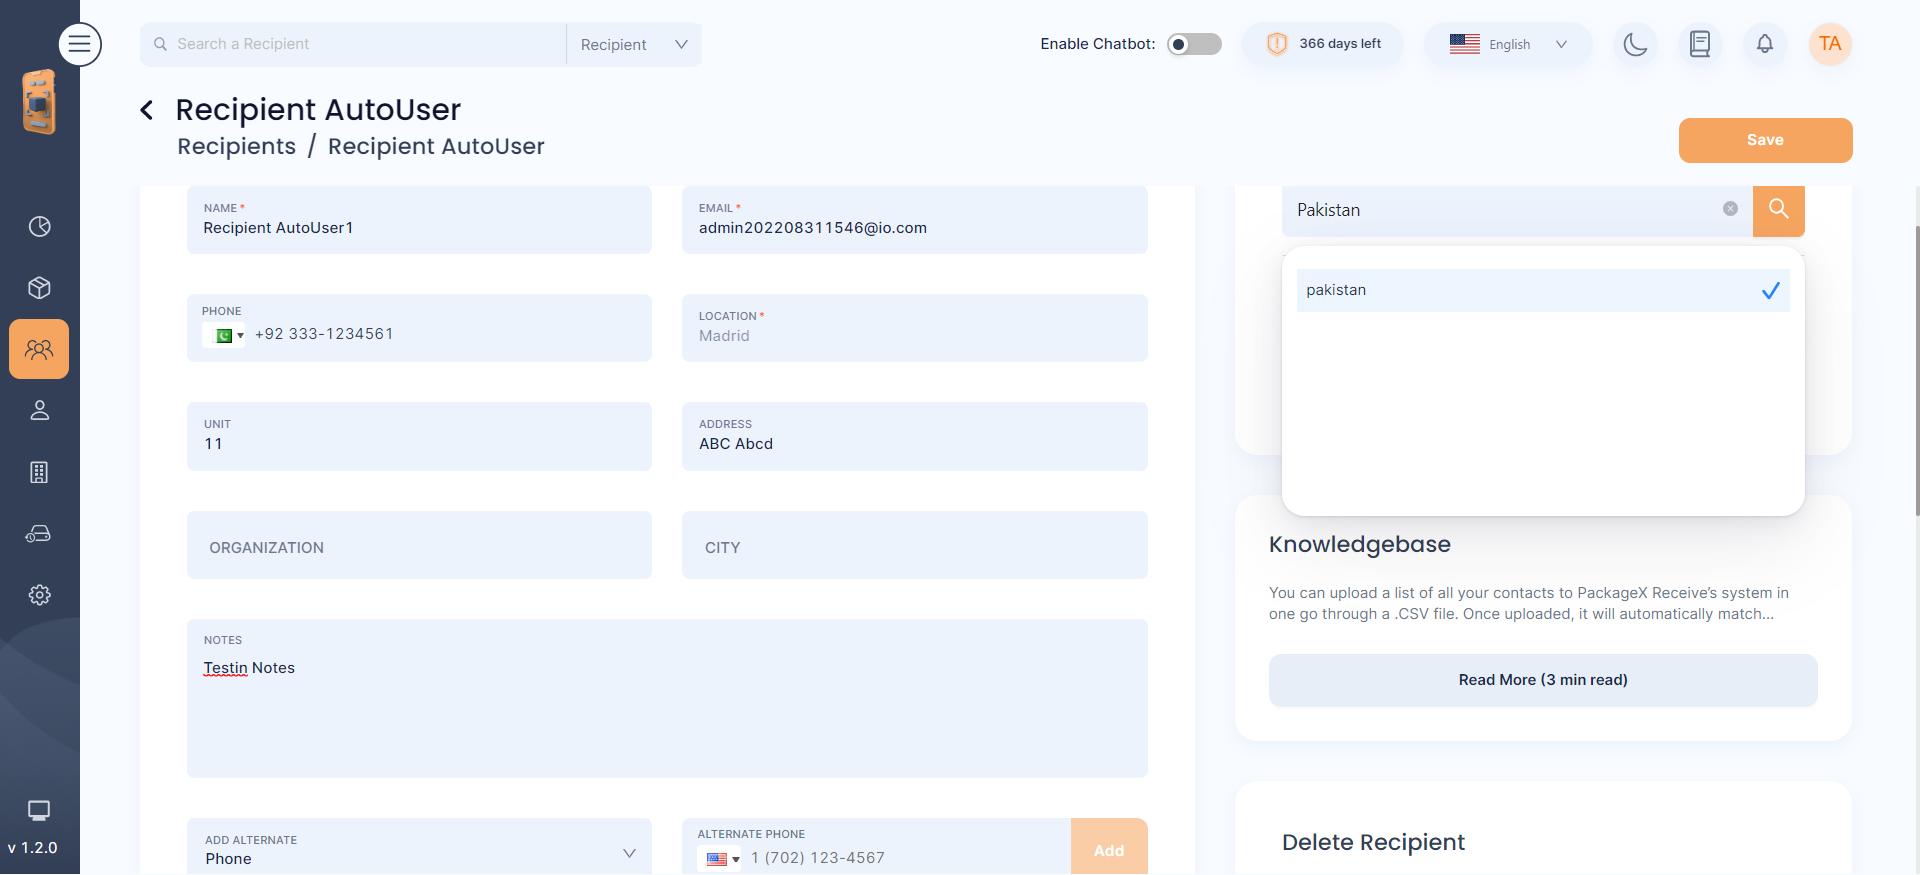 Search a Recipient
Recipient
Enable Chatbot:
366 days left
English
TA
Recipient AutoUser
Recipients / Recipient AutoUser
Save
NAME *
Recipient AutoUser1
EMAIL *
admin202208311546@io.com
PHONE
+92 333-1234561
LOCATION *
Madrid
UNIT
11
ADDRESS
ABC Abcd
ORGANIZATION
CITY
NOTES
Testin Notes
ADD ALTERNATE
Phone
ALTERNATE PHONE
1 (702) 123-4567
Add
Pakistan
pakistan
Knowledgebase
You can upload a list of all your contacts to PackageX Receive's system in
one go through a .CSV file. Once uploaded, it will automatically match...
Read More (3 min read)
Delete Recipient
v 1.2.0